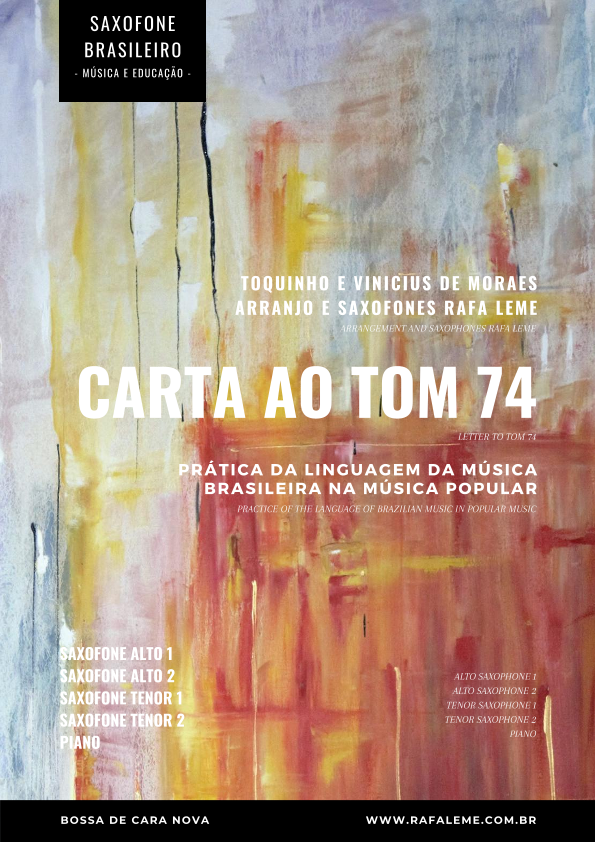 SAXOFONE
BRASILEIRO
- MÚSICA E EDUCAÇÃO -
TOQUINHO E VINICIUS DE MORAES
ARRANJO E SAXOFONES RAFA LEME
ARRANGEMENT AND SAXOPHONES RAFA LEME
CARTA AO TOM 74
LETTER TO TOM 74
PRÁTICA DA LINGUAGEM DA MÚSICA
BRASILEIRA NA MÚSICA POPULAR
PRACTICE OF THE LANGUAGE OF BRAZILIAN MUSIC IN POPULAR MUSIC
SAXOFONE ALTO 1
SAXOFONE ALTO 2
SAXOFONE TENOR 1
SAXOFONE TENOR 2
PIANO
ALTO SAXOPHONE 1
ALTO SAXOPHONE 2
TENOR SAXOPHONE 1
TENOR SAXOPHONE 2
PIANO
BOSSA DE CARA NOVA
WWW.RAFALEME.COM.BR